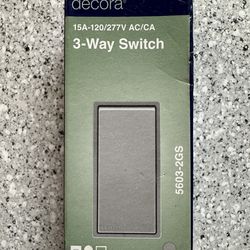 decora®
15A-120/277V AC/CA
3-Way Switch
5603-2GS